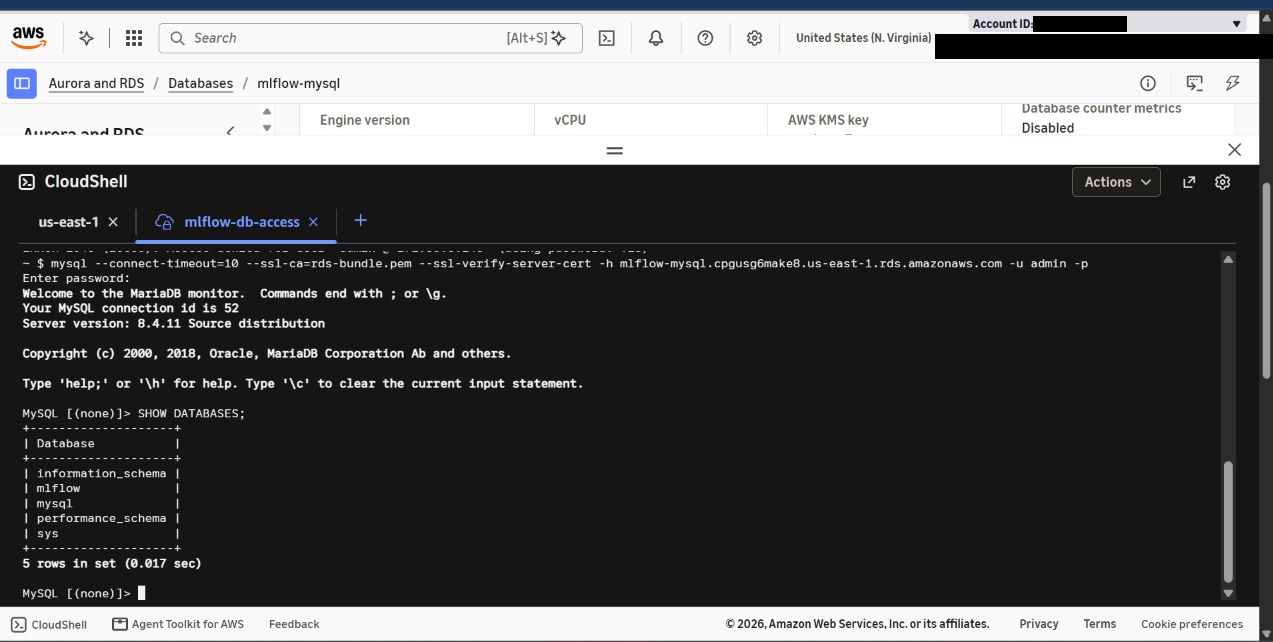 aws
Search [Alt+S]
United States (N. Virginia)
Account ID:
Aurora and RDS / Databases / mlflow-mysql
Aurora and RDS
Engine version
vCPU
AWS KMS key
Database counter metrics
Disabled
CloudShell
Actions
us-east-1
mlflow-db-access
~ $ mysql --connect-timeout=10 --ssl-ca=rds-bundle.pem --ssl-verify-server-cert -h mlflow-mysql.cpgusg6make8.us-east-1.rds.amazonaws.com -u admin -p
Enter password:
Welcome to the MariaDB monitor.  Commands end with ; or \g.
Your MySQL connection id is 52
Server version: 8.4.11 Source distribution
Copyright (c) 2000, 2018, Oracle, MariaDB Corporation Ab and others.
Type 'help;' or '\h' for help. Type '\c' to clear the current input statement.
MySQL [(none)]> SHOW DATABASES;
+--------------------+
| Database           |
+--------------------+
| information_schema |
| mlflow             |
| mysql              |
| performance_schema |
| sys                |
+--------------------+
5 rows in set (0.017 sec)
MySQL [(none)]>
CloudShell Agent Toolkit for AWS Feedback © 2026, Amazon Web Services, Inc. or its affiliates. Privacy Terms Cookie preferences